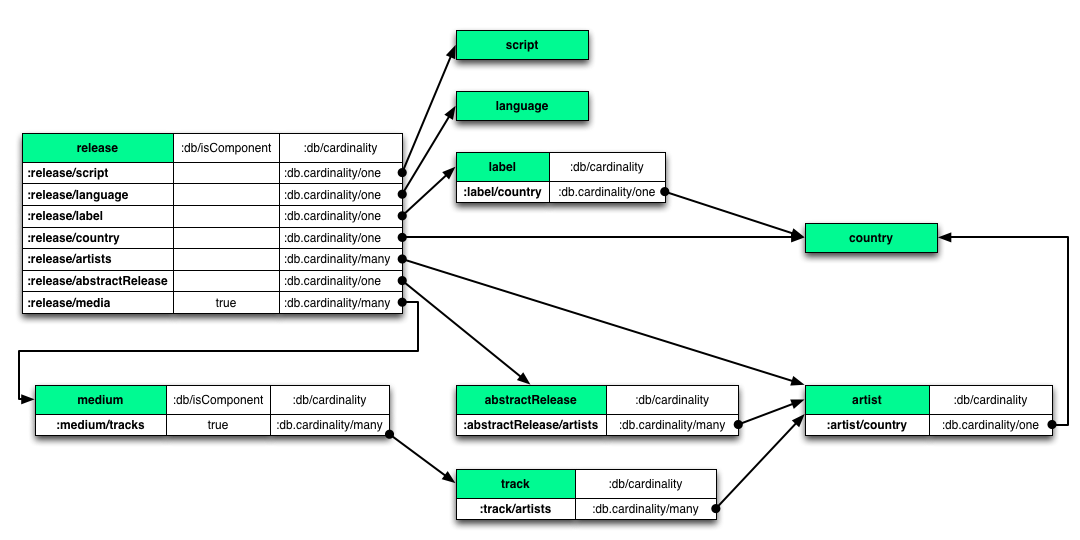 script
language
release :db/isComponent :db/cardinality
:release/script :db.cardinality/one
:release/language :db.cardinality/one
:release/label :db.cardinality/one
:release/country :db.cardinality/one
:release/artists :db.cardinality/many
:release/abstractRelease :db.cardinality/one
:release/media true :db.cardinality/many
label :db/cardinality
:label/country :db.cardinality/one
country
medium :db/isComponent :db/cardinality
:medium/tracks true :db.cardinality/many
abstractRelease :db/cardinality
:abstractRelease/artists :db.cardinality/many
artist :db/cardinality
:artist/country :db.cardinality/one
track :db/cardinality
:track/artists :db.cardinality/many